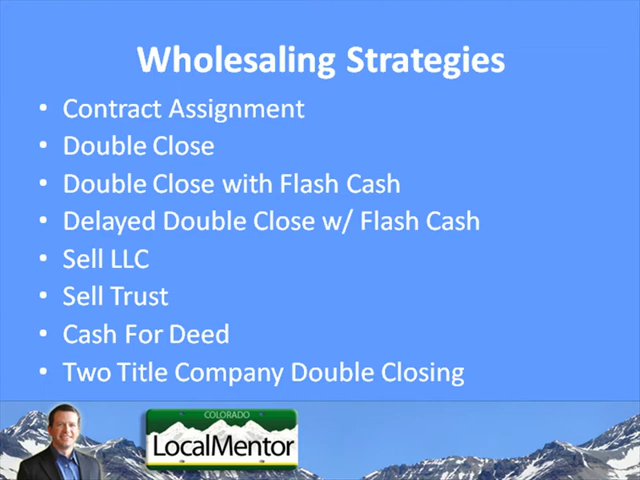 Wholesaling Strategies
• Contract Assignment
• Double Close
• Double Close with Flash Cash
• Delayed Double Close w/ Flash Cash
• Sell LLC
• Sell Trust
• Cash For Deed
• Two Title Company Double Closing
COLORADO
LocalMentor